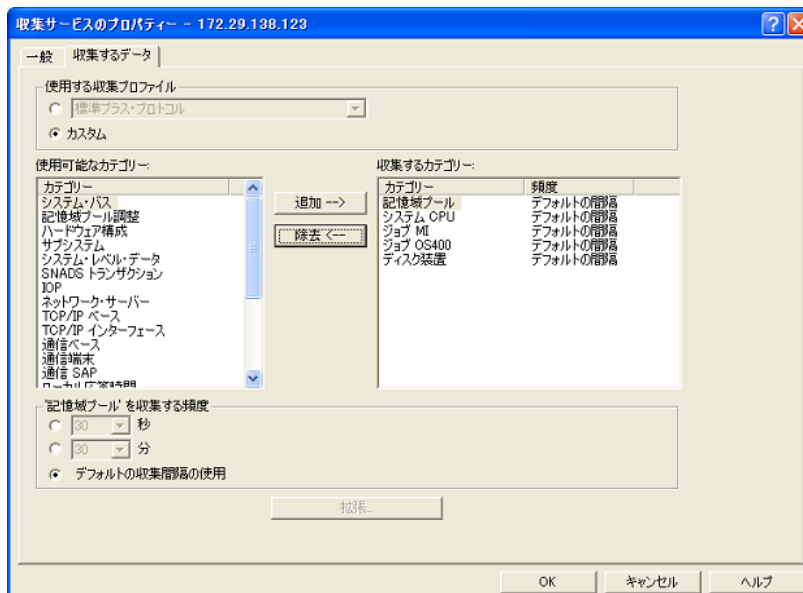 収集サービスのプロパティー - 172.29.138.123
一般
収集するデータ
使用する収集プロファイル
標準プラス・プロトコル
カスタム
使用可能なカテゴリー:
カテゴリー
システム・バス
記憶域プール調整
ハードウェア構成
サブシステム
システム・レベル・データ
SNADS トランザクション
IOP
ネットワーク・サーバー
TCP/IP ベース
TCP/IP インターフェース
通信ベース
通信端末
通信 SAP
ローカル応答時間
追加 -->
除去 <--
収集するカテゴリー:
カテゴリー 頻度
記憶域プール デフォルトの間隔
システム CPU デフォルトの間隔
ジョブ MI デフォルトの間隔
ジョブ OS400 デフォルトの間隔
ディスク装置 デフォルトの間隔
'記憶域プール' を収集する頻度
30 秒
30 分
デフォルトの収集間隔の使用
拡張...
OK
キャンセル
ヘルプ